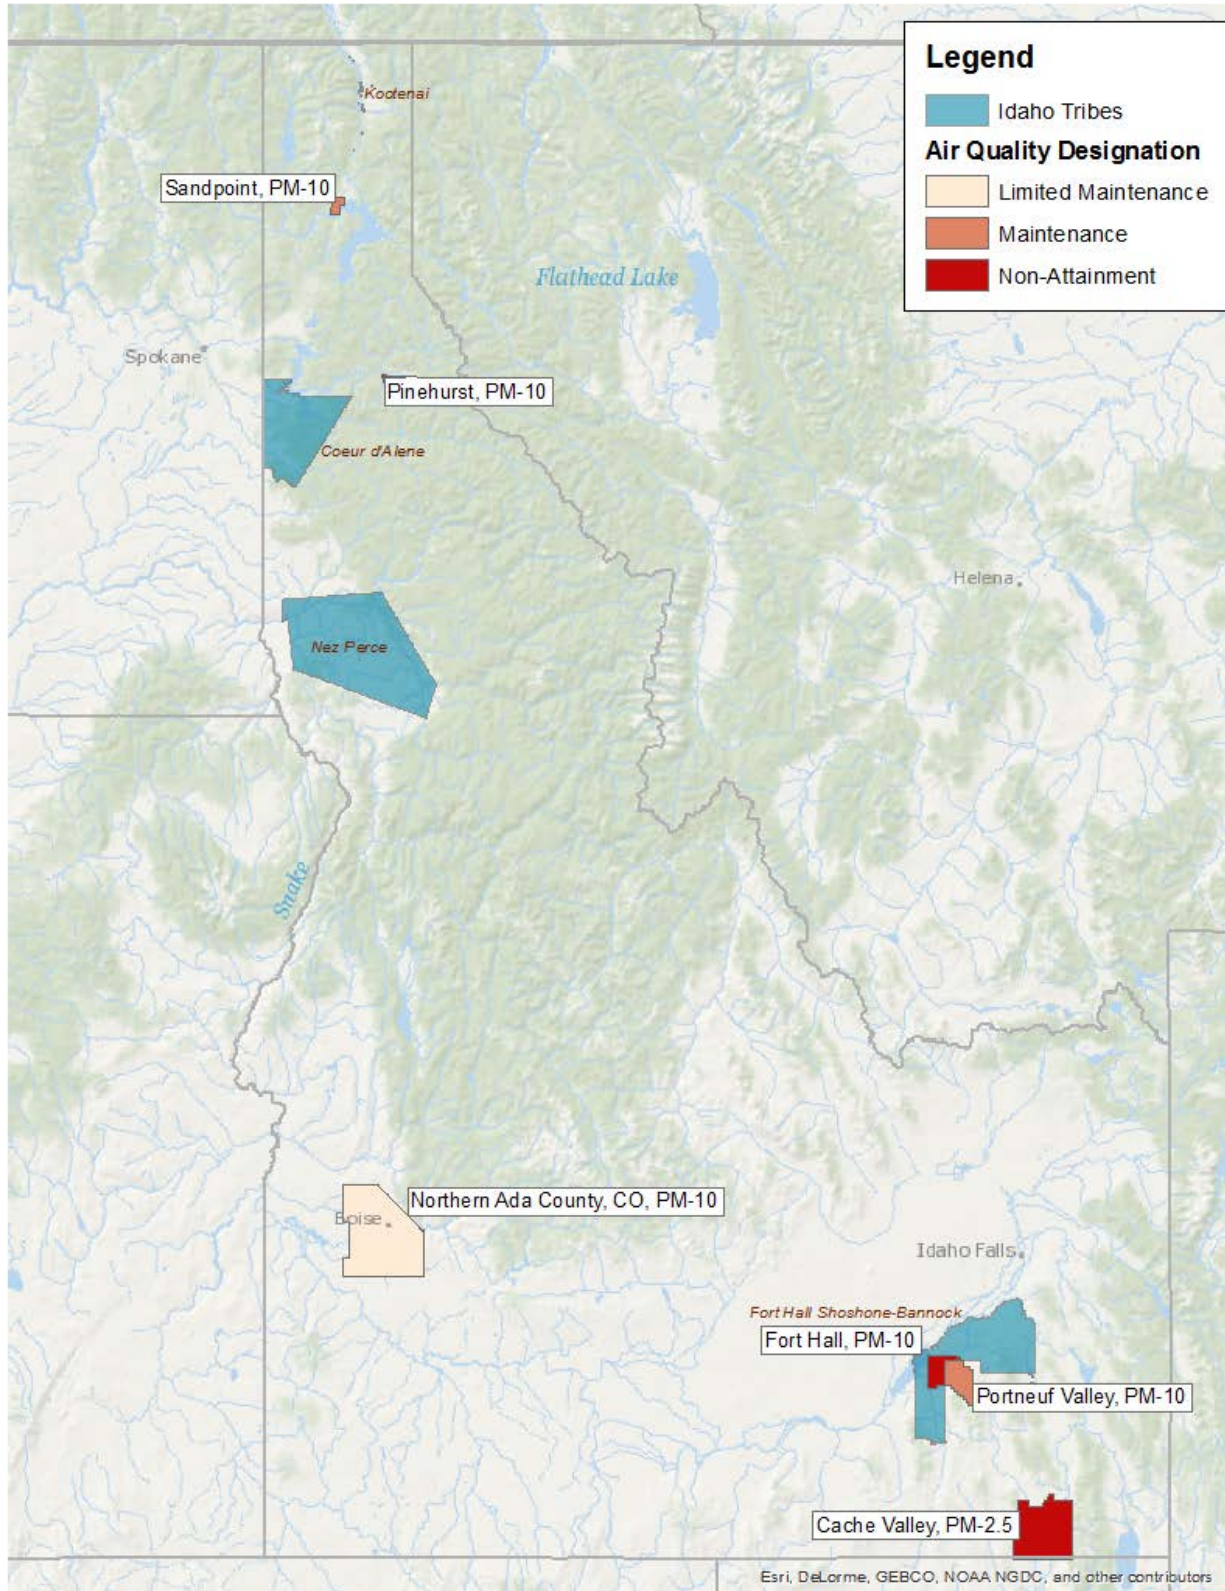 Legend
Idaho Tribes
Air Quality Designation
Limited Maintenance
Maintenance
Non-Attainment
Kootenai
Sandpoint, PM-10
Flathead Lake
Spokane
Pinehurst, PM-10
Coeur d'Alene
Helena
Nez Perce
Snake
Northern Ada County, CO, PM-10
Boise
Idaho Falls
Fort Hall Shoshone-Bannock
Fort Hall, PM-10
Portneuf Valley, PM-10
Cache Valley, PM-2.5
Esri, DeLorme, GEBCO, NOAA NGDC, and other contributors